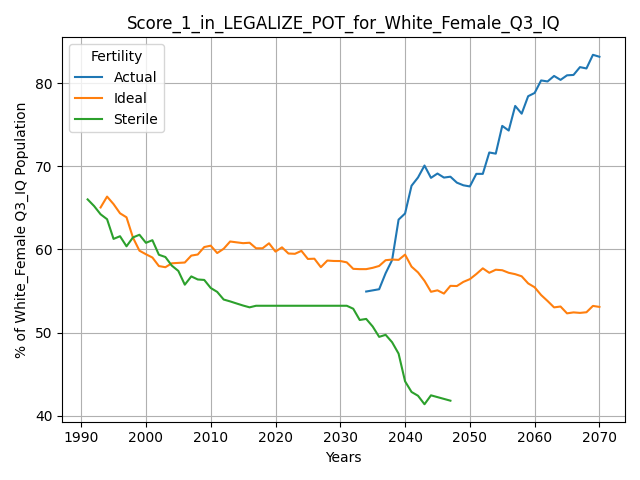 Score_1_in_LEGALIZE_POT_for_White_Female_Q3_IQ
Fertility
Actual
Ideal
Sterile
% of White_Female Q3_IQ Population
80
70
60
50
40
1990 2000 2010 2020 2030 2040 2050 2060 2070
Years